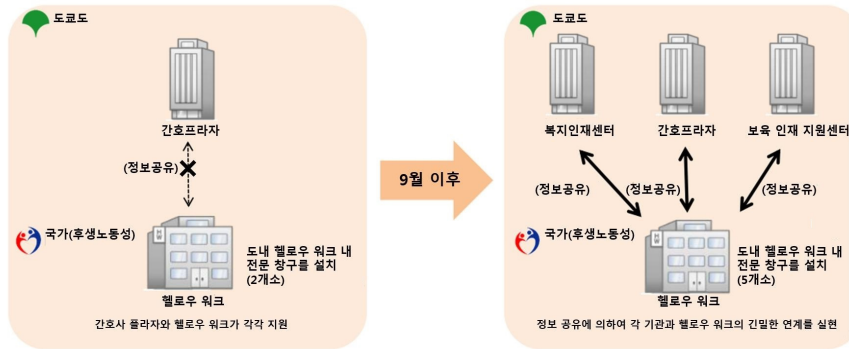 도쿄도
간호프라자
(정보공유)
국가(후생노동성)
도내 헬로우 워크 내
전문 창구를 설치
(2개소)
헬로우 워크
간호사 플라자와 헬로우 워크가 각각 지원
9월 이후
도쿄도
복지인재센터 간호프라자 보육 인재 지원센터
(정보공유) (정보공유) (정보공유)
국가(후생노동성)
도내 헬로우 워크 내
전문 창구를 설치
(5개소)
헬로우 워크
정보 공유에 의하여 각 기관과 헬로우 워크의 긴밀한 연계를 실현